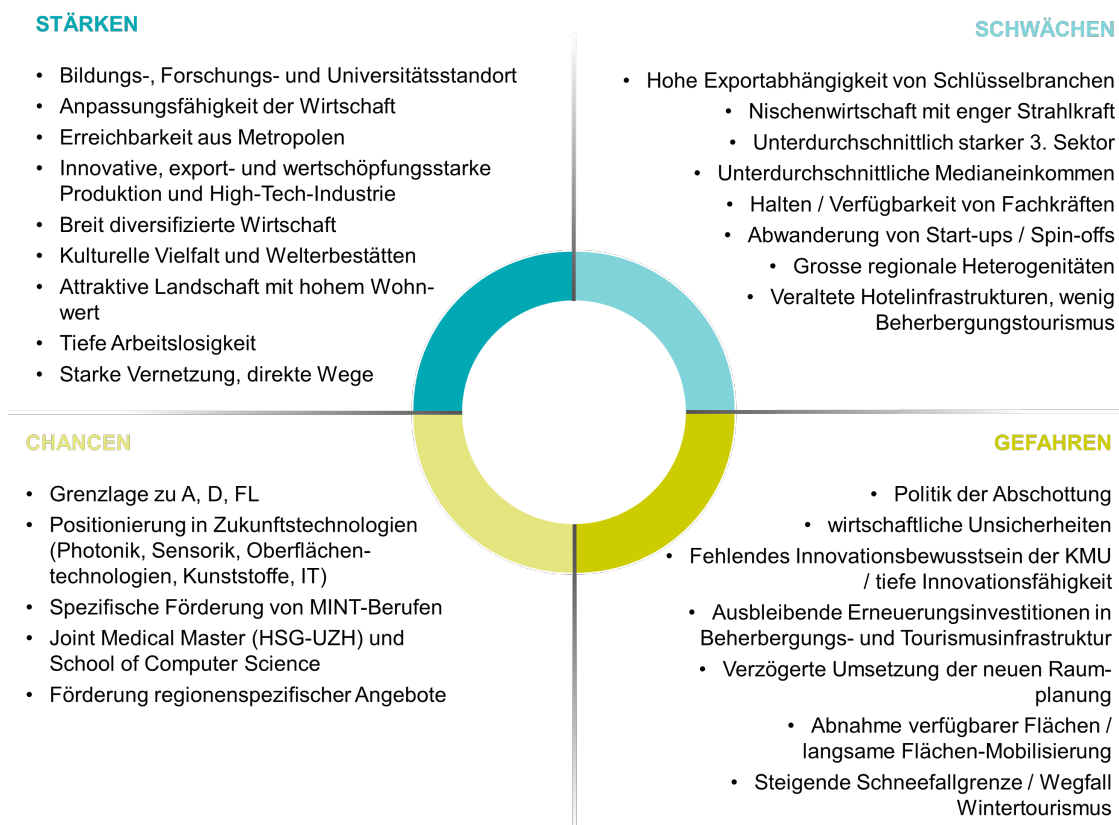 STÄRKEN
• Bildungs-, Forschungs- und Universitätsstandort
• Anpassungsfähigkeit der Wirtschaft
• Erreichbarkeit aus Metropolen
• Innovative, export- und wertschöpfungsstarke
Produktion und High-Tech-Industrie
• Breit diversifizierte Wirtschaft
• Kulturelle Vielfalt und Welterbestätten
• Attraktive Landschaft mit hohem Wohn-
wert
• Tiefe Arbeitslosigkeit
• Starke Vernetzung, direkte Wege
SCHWÄCHEN
• Hohe Exportabhängigkeit von Schlüsselbranchen
• Nischenwirtschaft mit enger Strahlkraft
• Unterdurchschnittlich starker 3. Sektor
• Unterdurchschnittliche Medianeinkommen
• Halten / Verfügbarkeit von Fachkräften
• Abwanderung von Start-ups / Spin-offs
• Grosse regionale Heterogenitäten
• Veraltete Hotelinfrastrukturen, wenig
Beherbergungstourismus
CHANCEN
• Grenzlage zu A, D, FL
• Positionierung in Zukunftstechnologien
(Photonik, Sensorik, Oberflächen-
technologien, Kunststoffe, IT)
• Spezifische Förderung von MINT-Berufen
• Joint Medical Master (HSG-UZH) und
School of Computer Science
• Förderung regionenspezifischer Angebote
GEFAHREN
• Politik der Abschottung
• wirtschaftliche Unsicherheiten
• Fehlendes Innovationsbewusstsein der KMU
/ tiefe Innovationsfähigkeit
• Ausbleibende Erneuerungsinvestitionen in
Beherbergungs- und Tourismusinfrastruktur
• Verzögerte Umsetzung der neuen Raum-
planung
• Abnahme verfügbarer Flächen /
langsame Flächen-Mobilisierung
• Steigende Schneefallgrenze / Wegfall
Wintertourismus